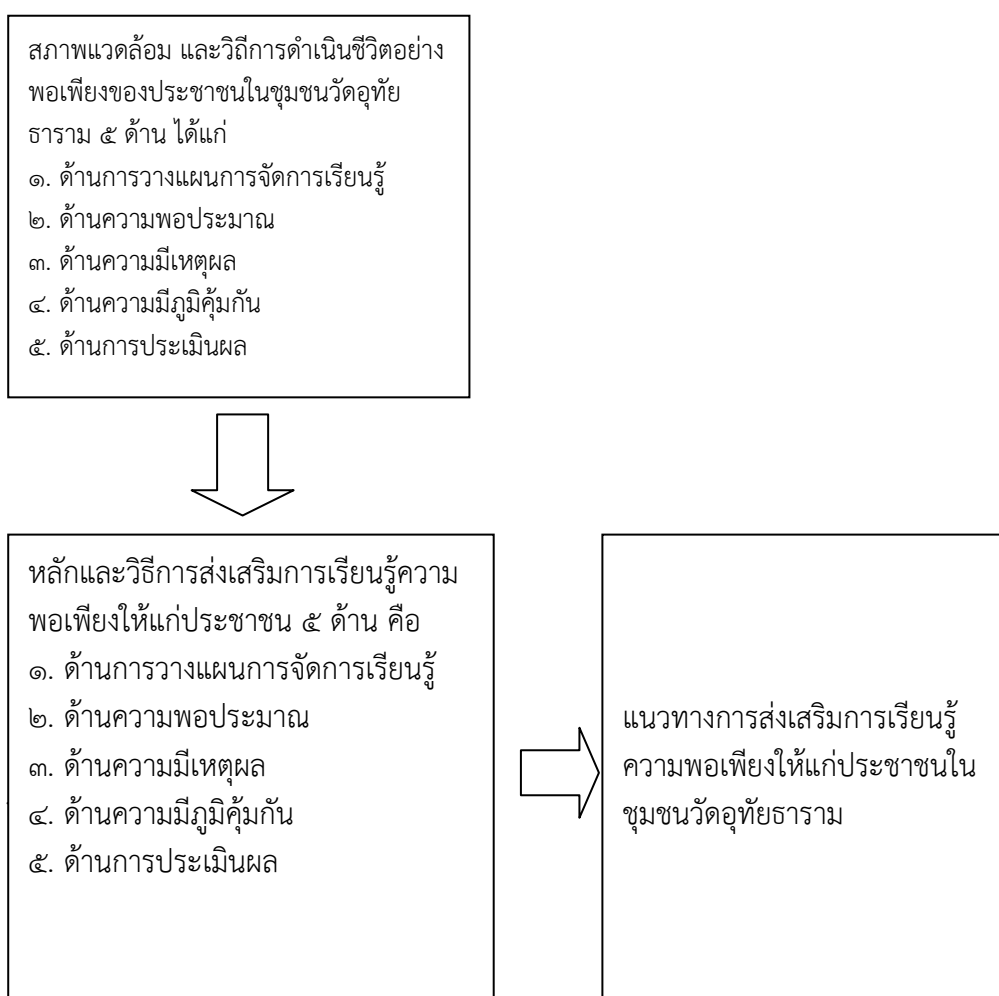 สภาพแวดล้อม และวิถีการดำเนินชีวิตอย่าง
พอเพียงของประชาชนในชุมชนวัดอุทัย
ธาราม ๕ ด้าน ได้แก่
๑. ด้านการวางแผนการจัดการเรียนรู้
๒. ด้านความพอประมาณ
๓. ด้านความมีเหตุผล
๔. ด้านความมีภูมิคุ้มกัน
๕. ด้านการประเมินผล
หลักและวิธีการส่งเสริมการเรียนรู้ความ
พอเพียงให้แก่ประชาชน ๕ ด้าน คือ
๑. ด้านการวางแผนการจัดการเรียนรู้
๒. ด้านความพอประมาณ
๓. ด้านความมีเหตุผล
๔. ด้านความมีภูมิคุ้มกัน
๕. ด้านการประเมินผล
แนวทางการส่งเสริมการเรียนรู้
ความพอเพียงให้แก่ประชาชนใน
ชุมชนวัดอุทัยธาราม